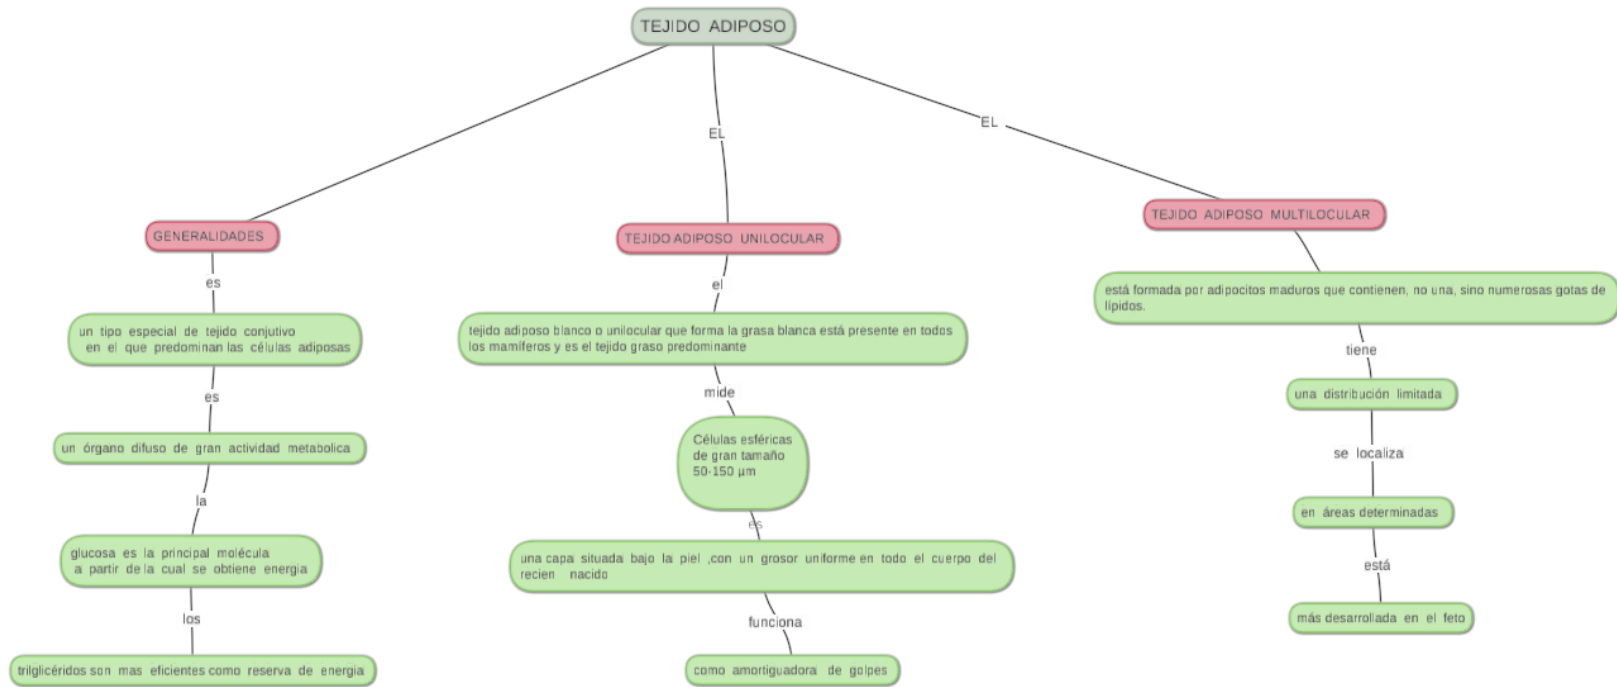 TEJIDO ADIPOSO
EL
EL
GENERALIDADES
es
un tipo especial de tejido conjutivo
en el que predominan las células adiposas
es
un órgano difuso de gran actividad metabolica
la
glucosa es la principal molécula
a partir de la cual se obtiene energia
los
trilglicéridos son mas eficientes como reserva de energia
TEJIDO ADIPOSO UNILOCULAR
el
tejido adiposo blanco o unilocular que forma la grasa blanca está presente en todos
los mamíferos y es el tejido graso predominante
mide
Células esféricas
de gran tamaño
50-150 µm
es
una capa situada bajo la piel ,con un grosor uniforme en todo el cuerpo del
recien nacido
funciona
como amortiguadora de golpes
TEJIDO ADIPOSO MULTILOCULAR
está formada por adipocitos maduros que contienen, no una, sino numerosas gotas de
lípidos.
tiene
una distribución limitada
se localiza
en áreas determinadas
está
más desarrollada en el feto